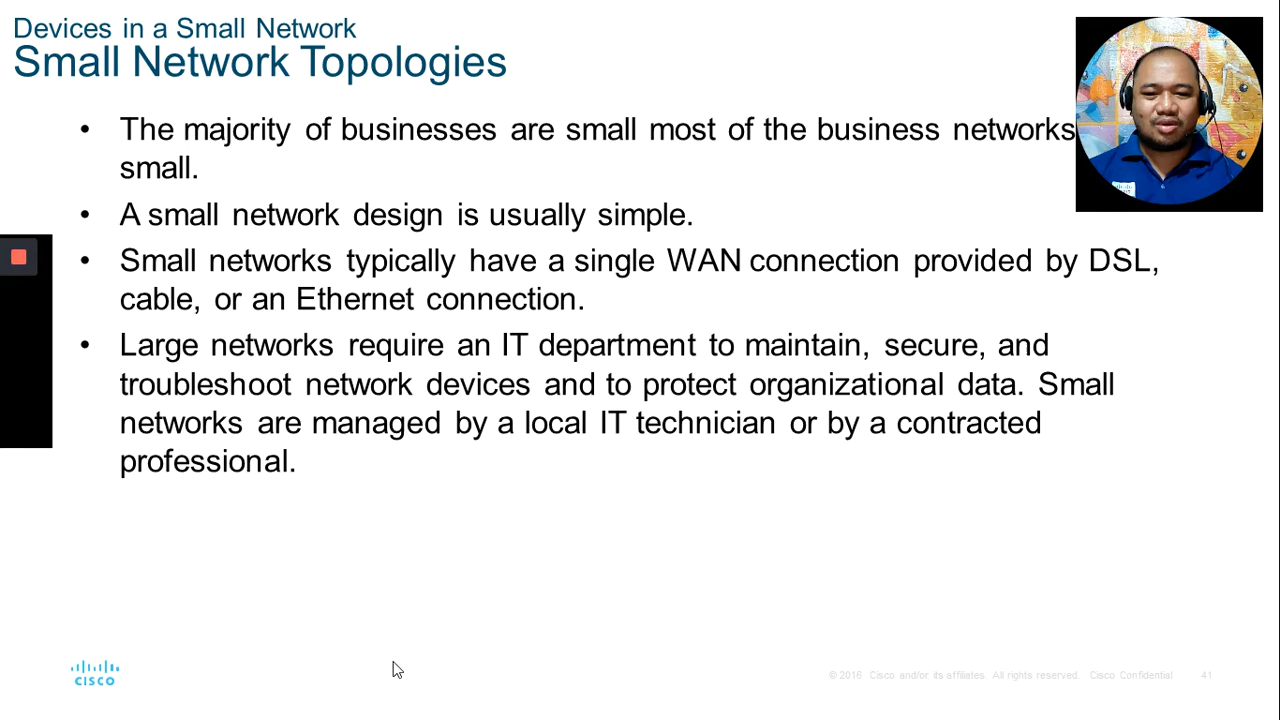 Devices in a Small Network
Small Network Topologies
• The majority of businesses are small most of the business networks
small.
• A small network design is usually simple.
• Small networks typically have a single WAN connection provided by DSL,
cable, or an Ethernet connection.
• Large networks require an IT department to maintain, secure, and
troubleshoot network devices and to protect organizational data. Small
networks are managed by a local IT technician or by a contracted
professional.
CISCO
© 2016 Cisco and/or its affiliates. All rights reserved. Cisco Confidential 41